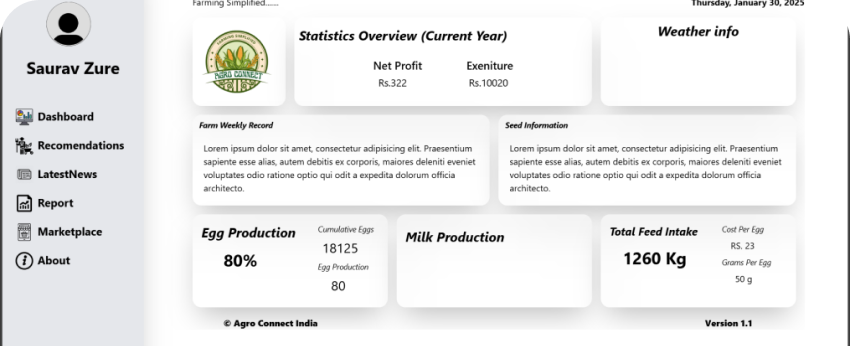 Farming Simplified......
Thursday, January 30, 2025
Saurav Zure
Dashboard
Recomendations
LatestNews
Report
Marketplace
About
AGRO CONNECT
Statistics Overview (Current Year)
Net Profit
Exeniture
Rs.322
Rs.10020
Weather info
Farm Weekly Record
Lorem ipsum dolor sit amet, consectetur adipisicing elit. Praesentium
sapiente esse alias, autem debitis ex corporis, maiores deleniti eveniet
voluptates odio ratione optio qui odit a expedita dolorum officia
architecto.
Seed Information
Lorem ipsum dolor sit amet, consectetur adipisicing elit. Praesentium
sapiente esse alias, autem debitis ex corporis, maiores deleniti eveniet
voluptates odio ratione optio qui odit a expedita dolorum officia
architecto.
Egg Production
80%
Cumulative Eggs
18125
Egg Production
80
Milk Production
Total Feed Intake
1260 Kg
Cost Per Egg
RS. 23
Grams Per Egg
50 g
© Agro Connect India
Version 1.1